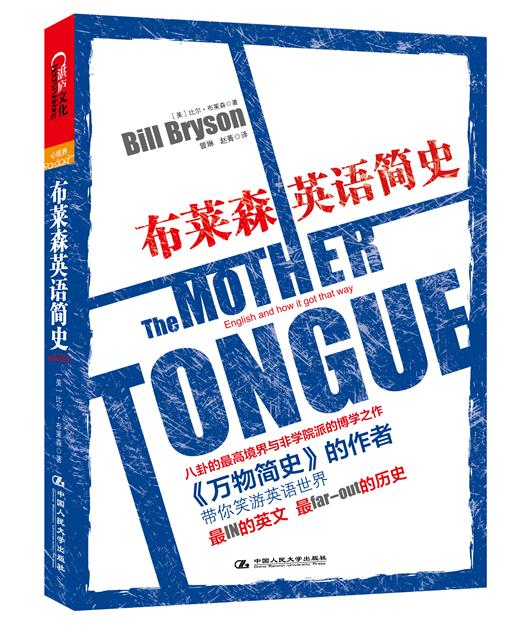 湛庐文化
心视界
布莱森英语简史
[美] 比尔·布莱森 著
中国人民大学出版社
[美] 比尔·布莱森 著
Bill Bryson
曾琳 赵菁 译
布莱森英语简史
The MOTHER
English and how it got that way
TONGUE
八卦的最高境界与非学院派的博学之作
《万物简史》的作者
带你笑游英语世界
最IN的英文 最far-out的历史
中国人民大学出版社
China Renmin University Press